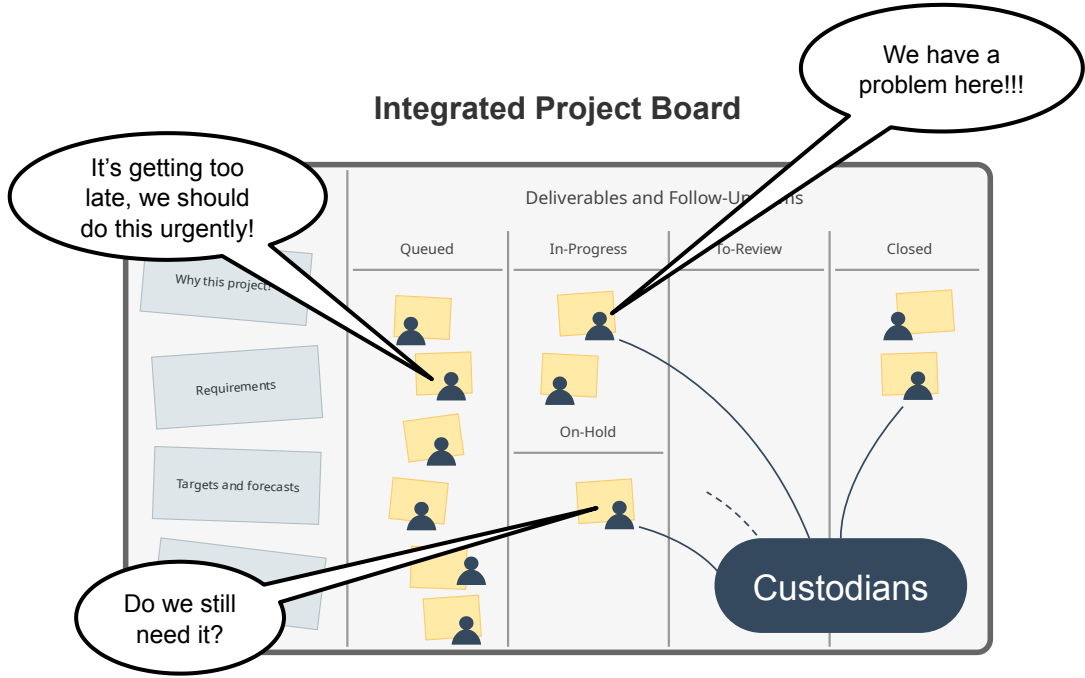 We have a
problem here!!!
Integrated Project Board
It's getting too
late, we should
do this urgently!
Deliverables and Follow-Up
ns
Queued
In-Progress
To-Review
Closed
Why this project?
Requirements
On-Hold
Targets and forecasts
Custodians
Do we still
need it?